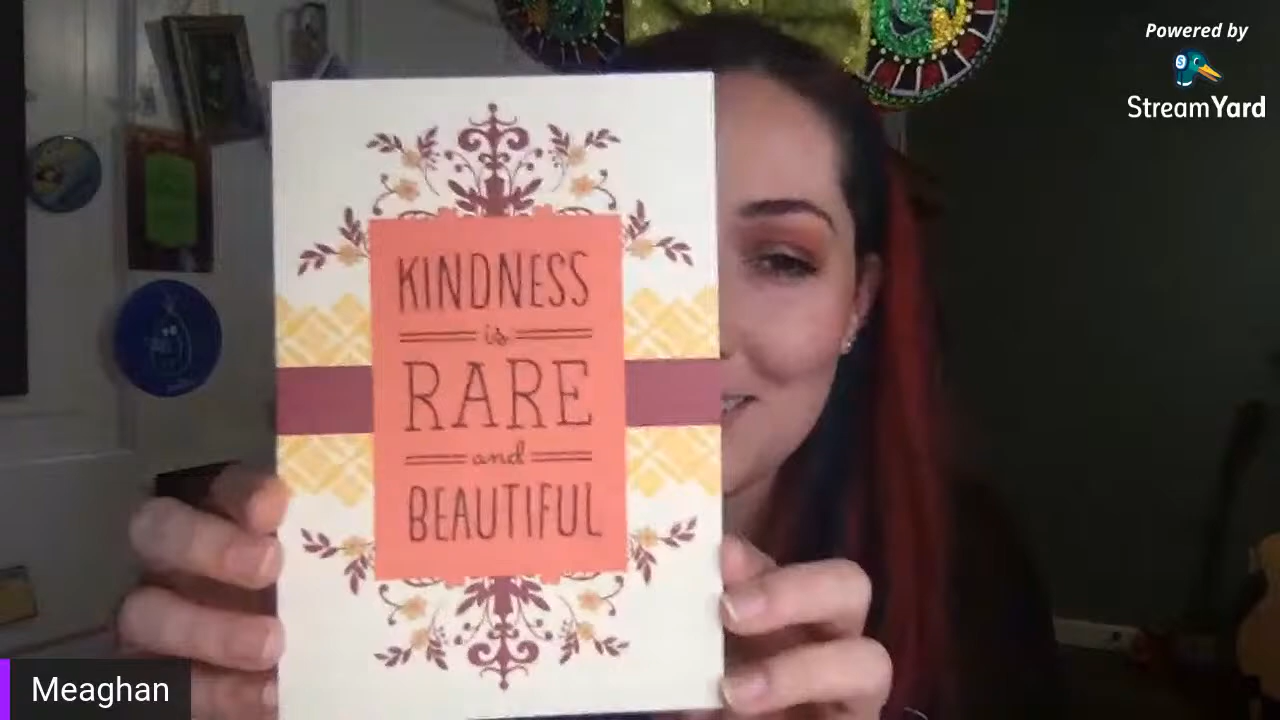 Powered by
StreamYard
KINDNESS
is
RARE
and
BEAUTIFUL
Meaghan